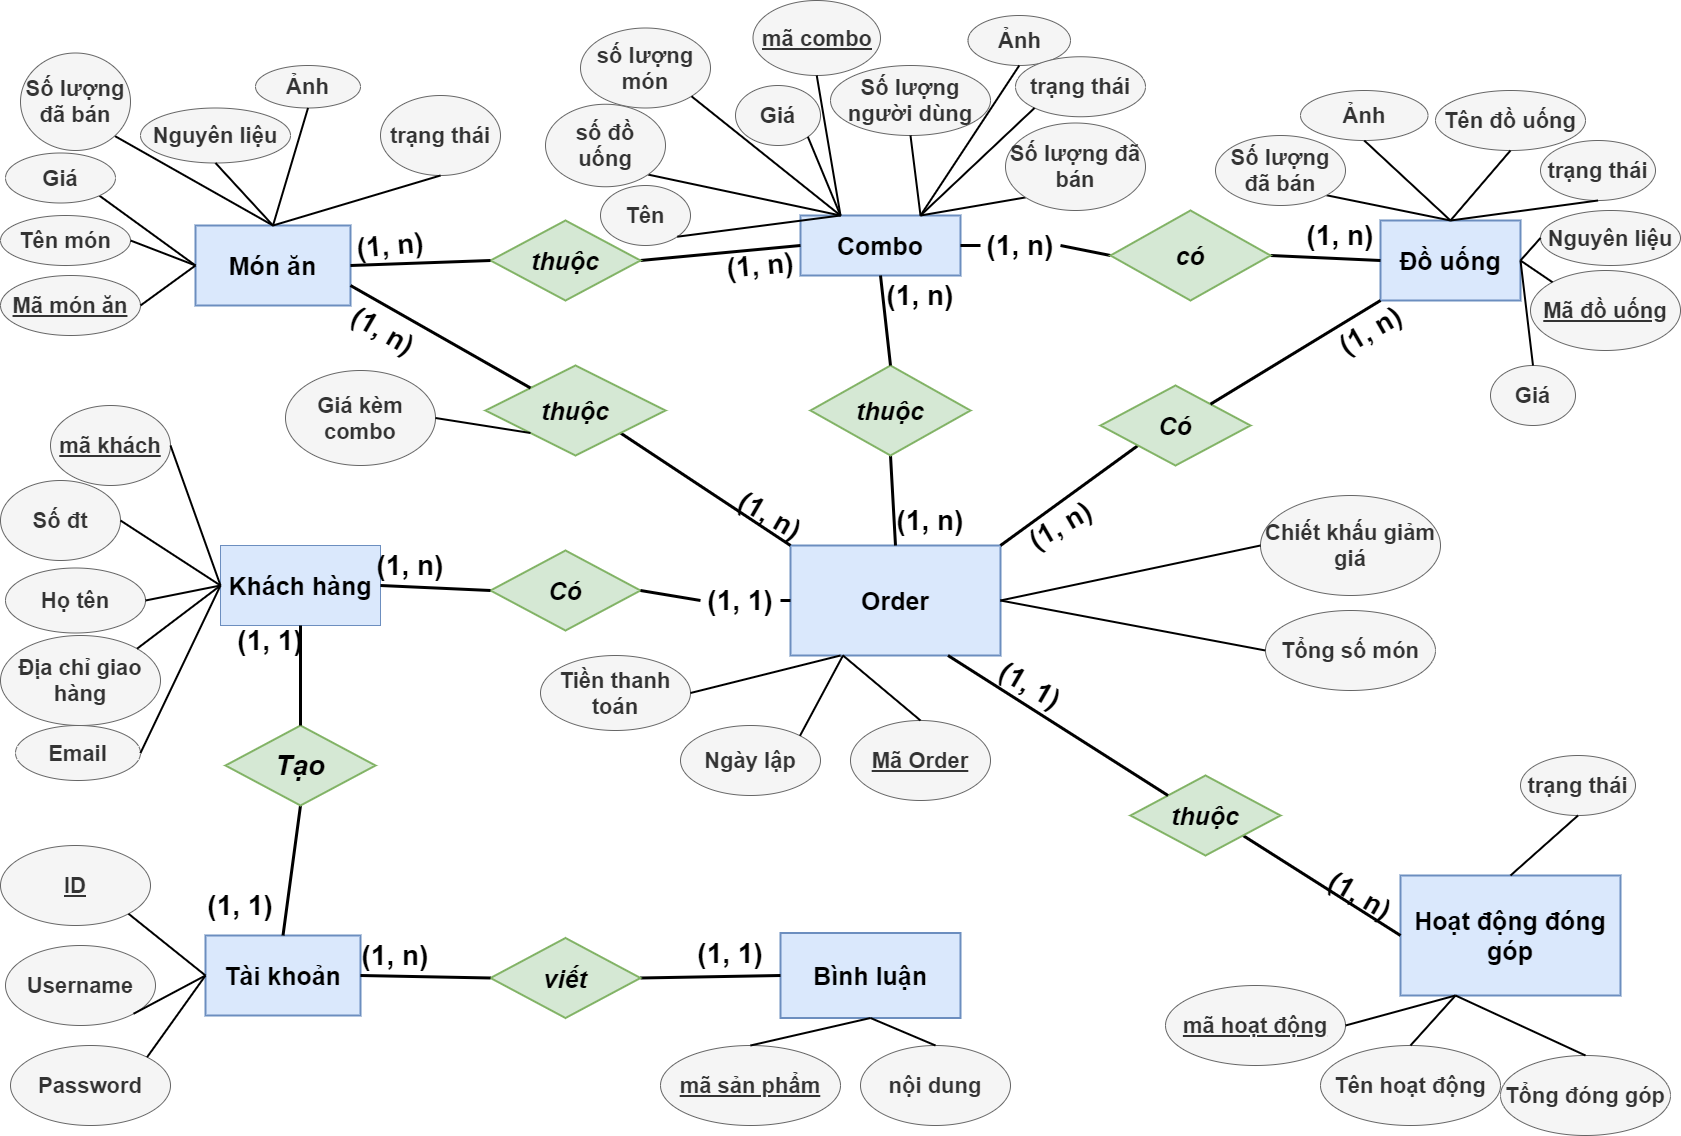 mã combo
Ảnh
số lượng
món
Số lượng
đã bán
Ảnh
Số lượng
người dùng
trạng thái
Giá
Ảnh
Tên đồ uống
Nguyên liệu
trạng thái
số đồ
uống
Số lượng đã
bán
Số lượng
đã bán
trạng thái
Giá
Tên
Tên món
Nguyên liệu
Mã món ăn
Món ăn
(1, n)
thuộc
(1, n)
Combo
(1, n)
có
(1, n)
Đồ uống
Mã đồ uống
(1, n)
(1, n)
(1, n)
Giá
Giá kèm
combo
thuộc
thuộc
Có
mã khách
Số đt
(1, n)
(1, n)
(1, n)
Chiết khấu giảm
giá
Khách hàng
(1, n)
Có
(1, 1)
Order
Họ tên
(1, 1)
Tổng số món
Địa chỉ giao
hàng
Tiền thanh
toán
(1, 1)
Email
Tạo
Ngày lập
Mã Order
trạng thái
thuộc
ID
(1, 1)
(1, n)
Hoạt động đóng
góp
Username
Tài khoản
(1, n)
viết
(1, 1)
Bình luận
mã hoạt động
Password
mã sản phẩm
nội dung
Tên hoạt động
Tổng đóng góp